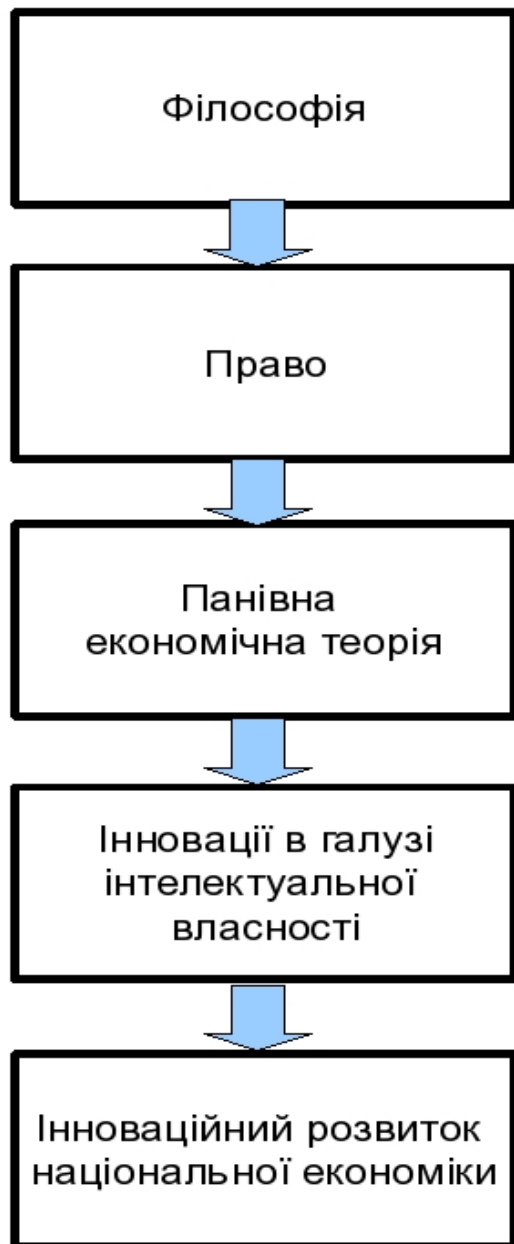 Філософія
Право
Панівна
економічна теорія
Інновації в галузі
інтелектуальної
власності
Інноваційний розвиток
національної економіки